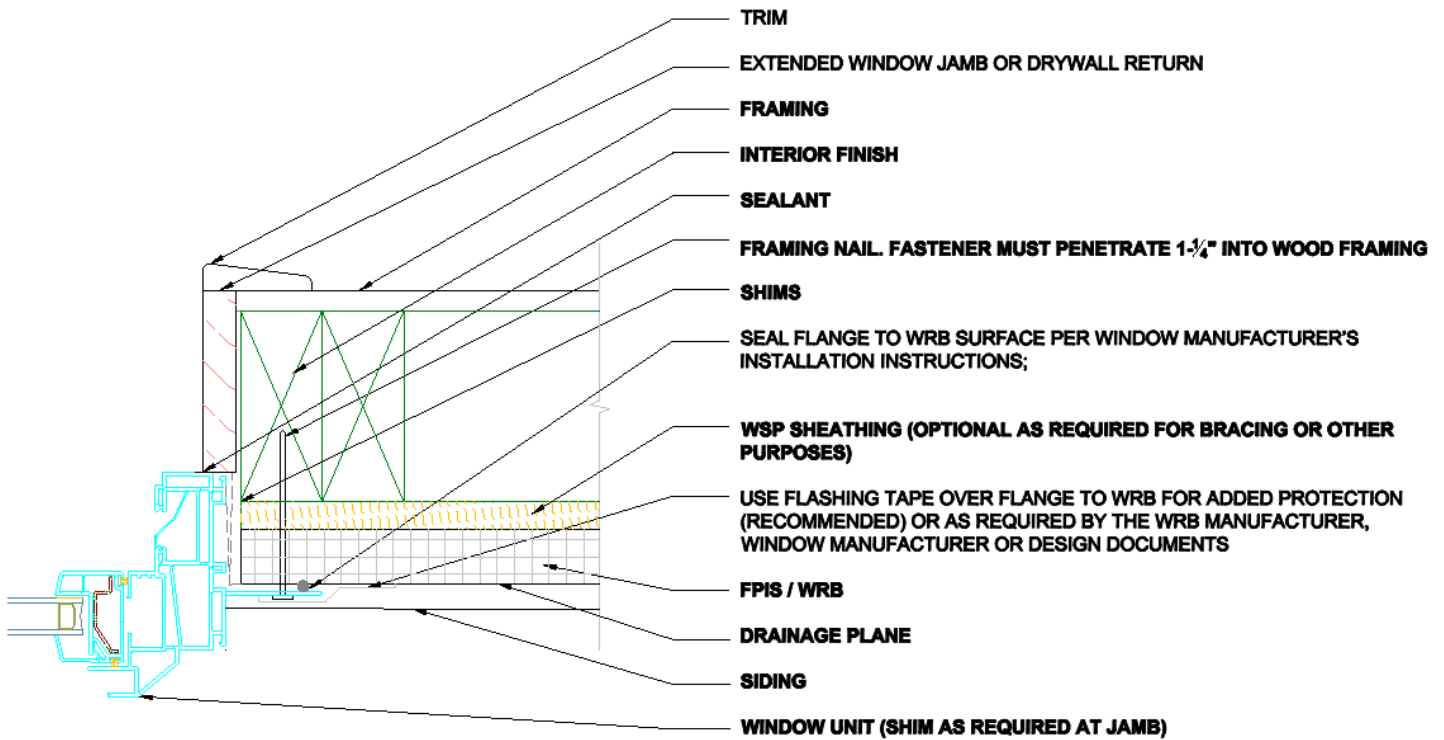 TRIM
EXTENDED WINDOW JAMB OR DRYWALL RETURN
FRAMING
INTERIOR FINISH
SEALANT
FRAMING NAIL. FASTENER MUST PENETRATE 1-¼" INTO WOOD FRAMING
SHIMS
SEAL FLANGE TO WRB SURFACE PER WINDOW MANUFACTURER'S
INSTALLATION INSTRUCTIONS;
WSP SHEATHING (OPTIONAL AS REQUIRED FOR BRACING OR OTHER
PURPOSES)
USE FLASHING TAPE OVER FLANGE TO WRB FOR ADDED PROTECTION
(RECOMMENDED) OR AS REQUIRED BY THE WRB MANUFACTURER,
WINDOW MANUFACTURER OR DESIGN DOCUMENTS
FPIS / WRB
DRAINAGE PLANE
SIDING
WINDOW UNIT (SHIM AS REQUIRED AT JAMB)